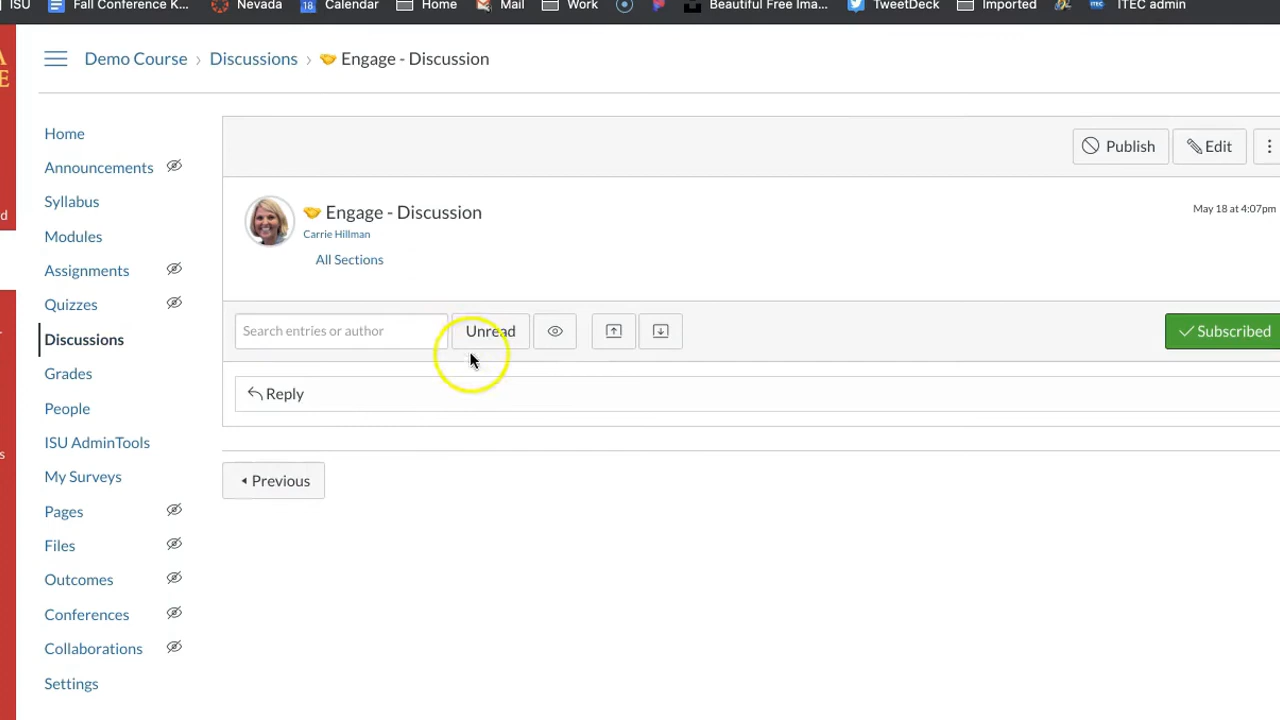 ISU Fall Conference K... Nevada 18 Calendar Home Mail Work Beautiful Free Ima... TweetDeck Imported ITEC admin
Demo Course › Discussions › 🤝 Engage - Discussion
Home
Announcements
Syllabus
Modules
Assignments
Quizzes
Discussions
Grades
People
ISU AdminTools
My Surveys
Pages
Files
Outcomes
Conferences
Collaborations
Settings
Publish Edit
🤝 Engage - Discussion
May 18 at 4:07pm
Carrie Hillman
All Sections
Search entries or author Unread Subscribed
Reply
Previous